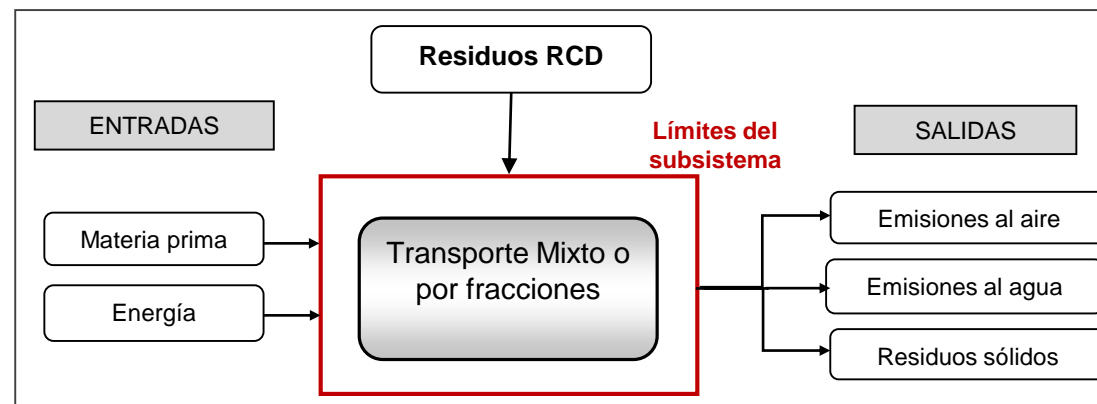 Residuos RCD
ENTRADAS
Límites del
subsistema
SALIDAS
Materia prima
Energía
Transporte Mixto o
por fracciones
Emisiones al aire
Emisiones al agua
Residuos sólidos